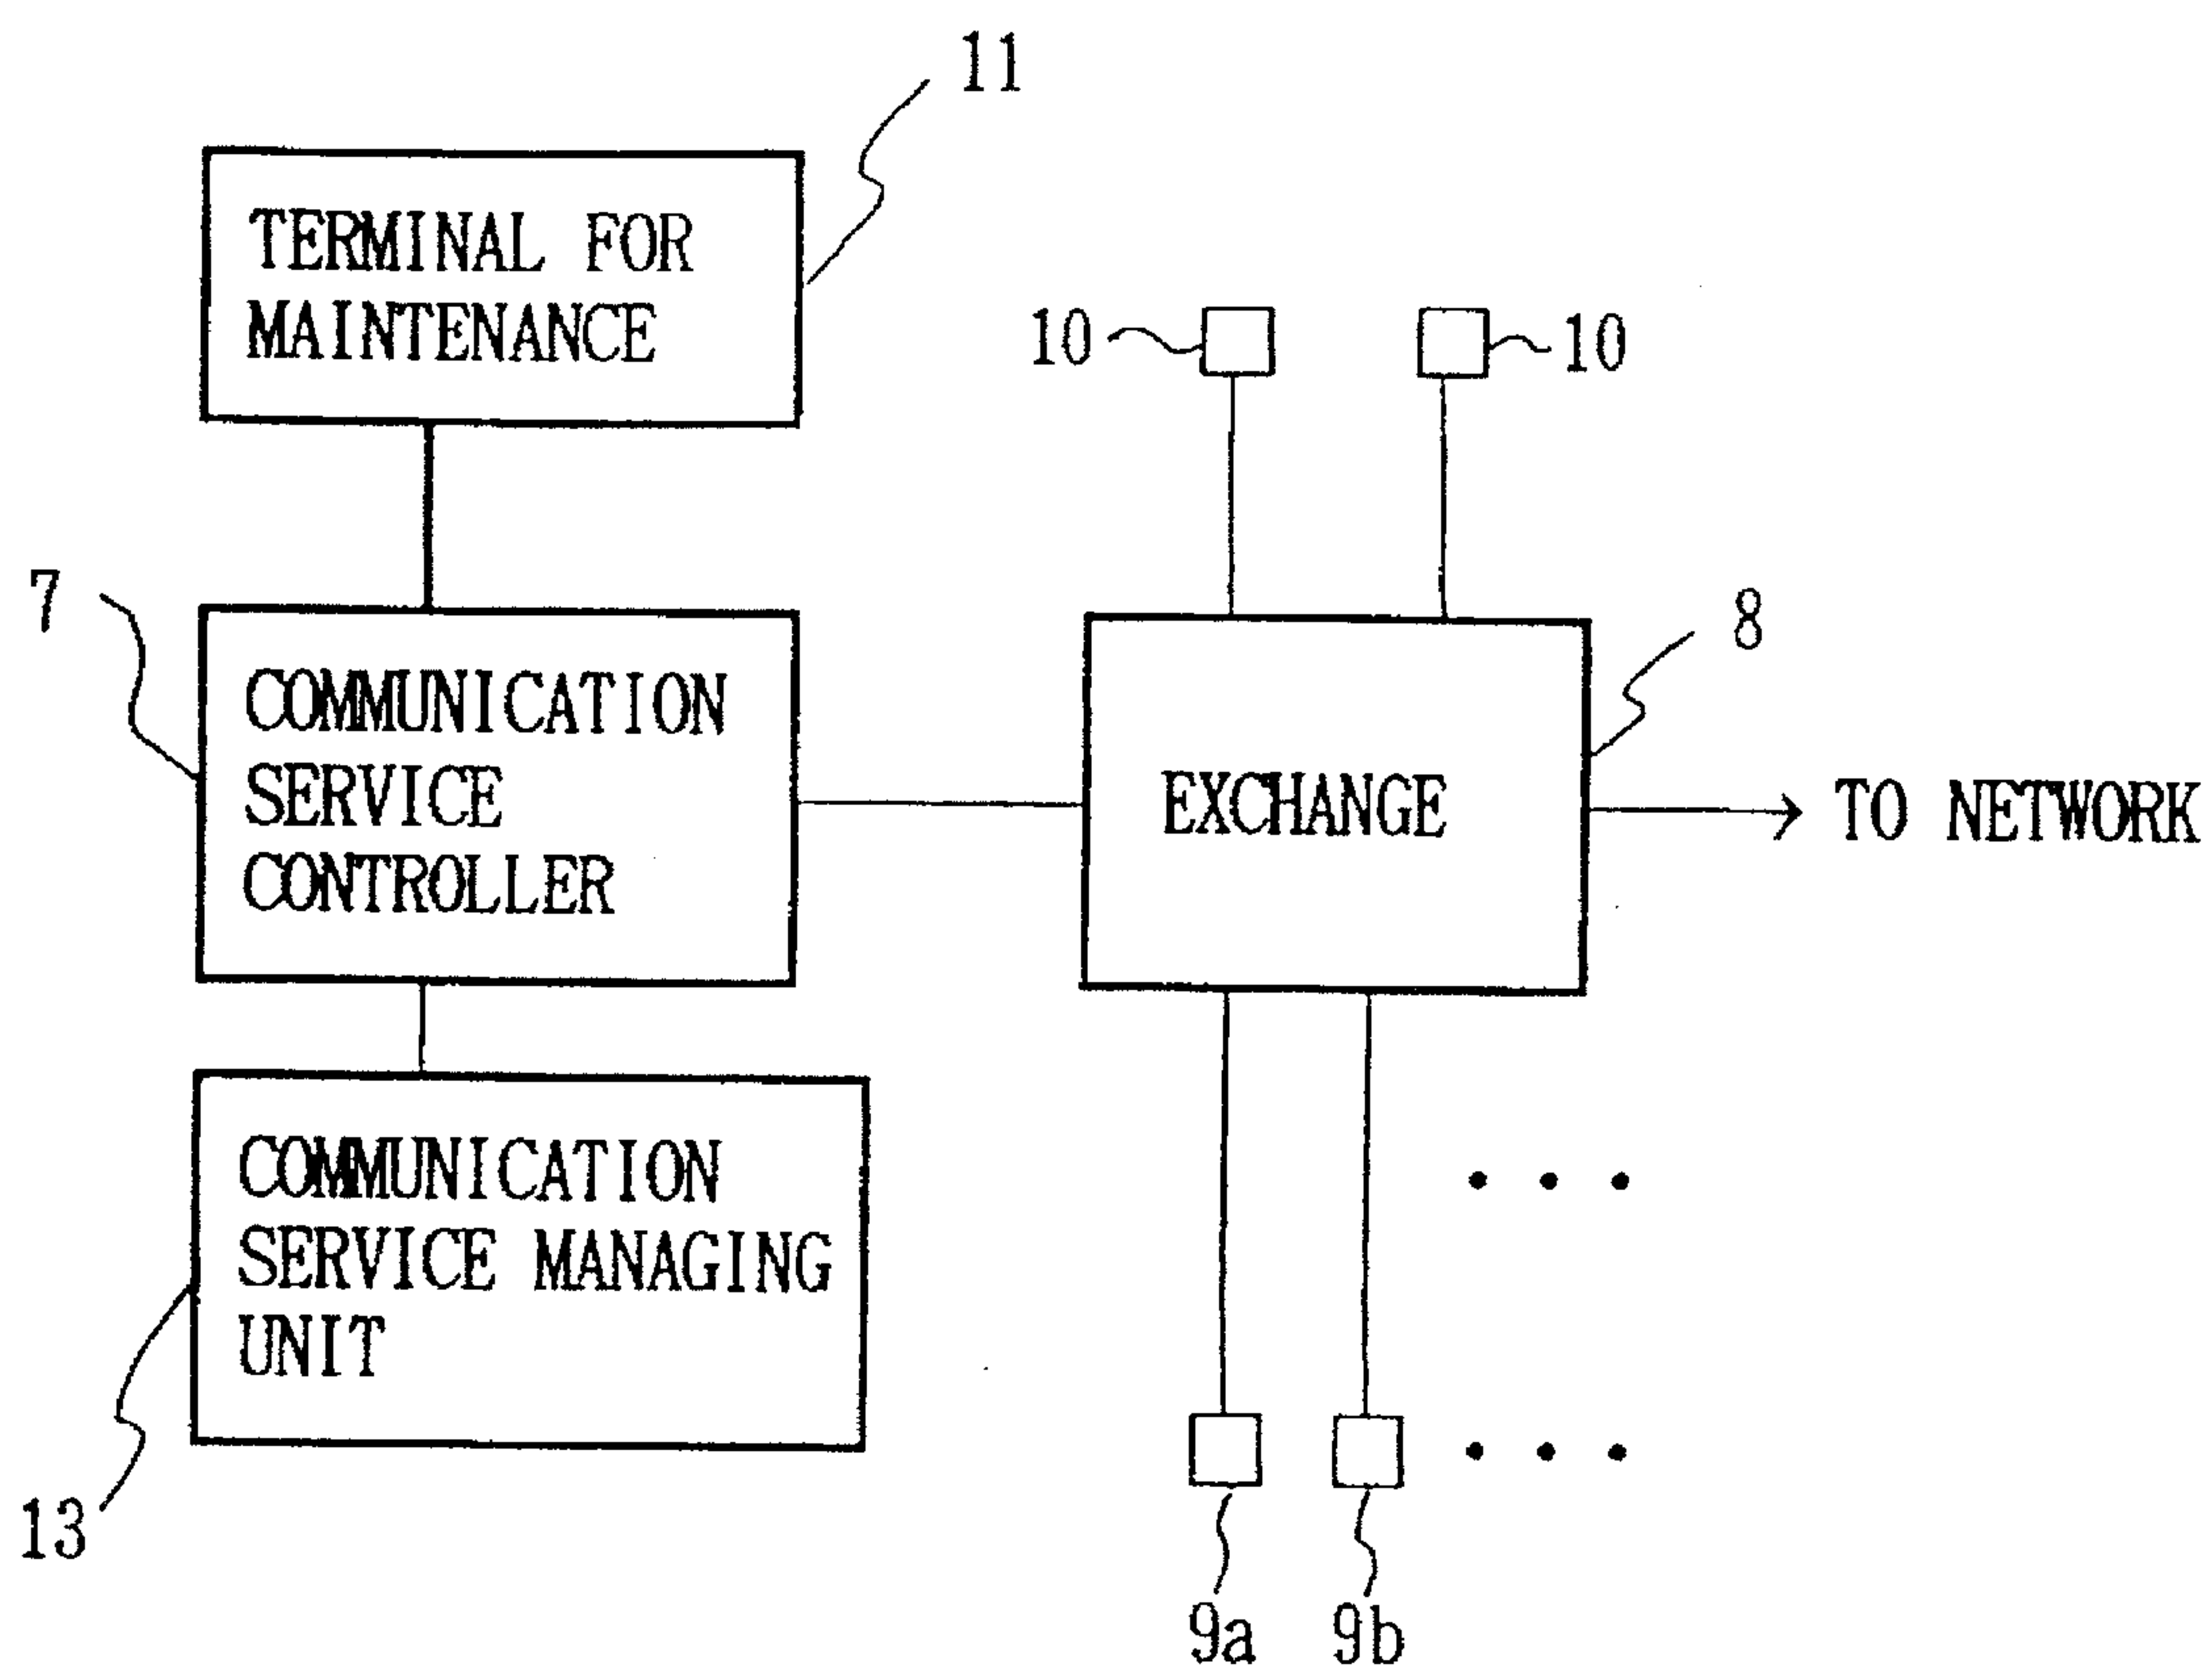 11
TERMINAL FOR
MAINTENANCE
10
10
7
8
COMMUNICATION
SERVICE
CONTROLLER
EXCHANGE
TO NETWORK
COMMUNICATION
SERVICE MANAGING
UNIT
13
9a
9b